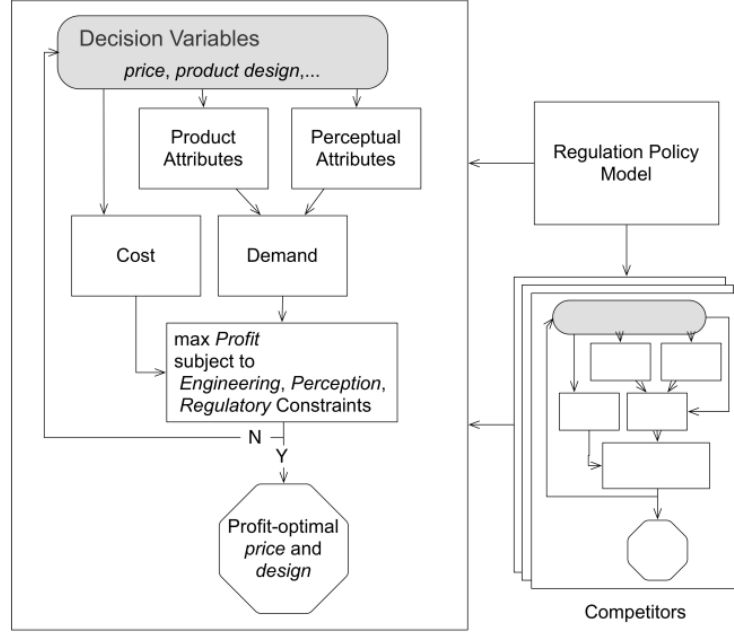 Decision Variables
price, product design,...
Product
Attributes
Perceptual
Attributes
Regulation Policy
Model
Cost
Demand
max Profit
subject to
Engineering, Perception,
Regulatory Constraints
N
Y
Profit-optimal
price and
design
Competitors